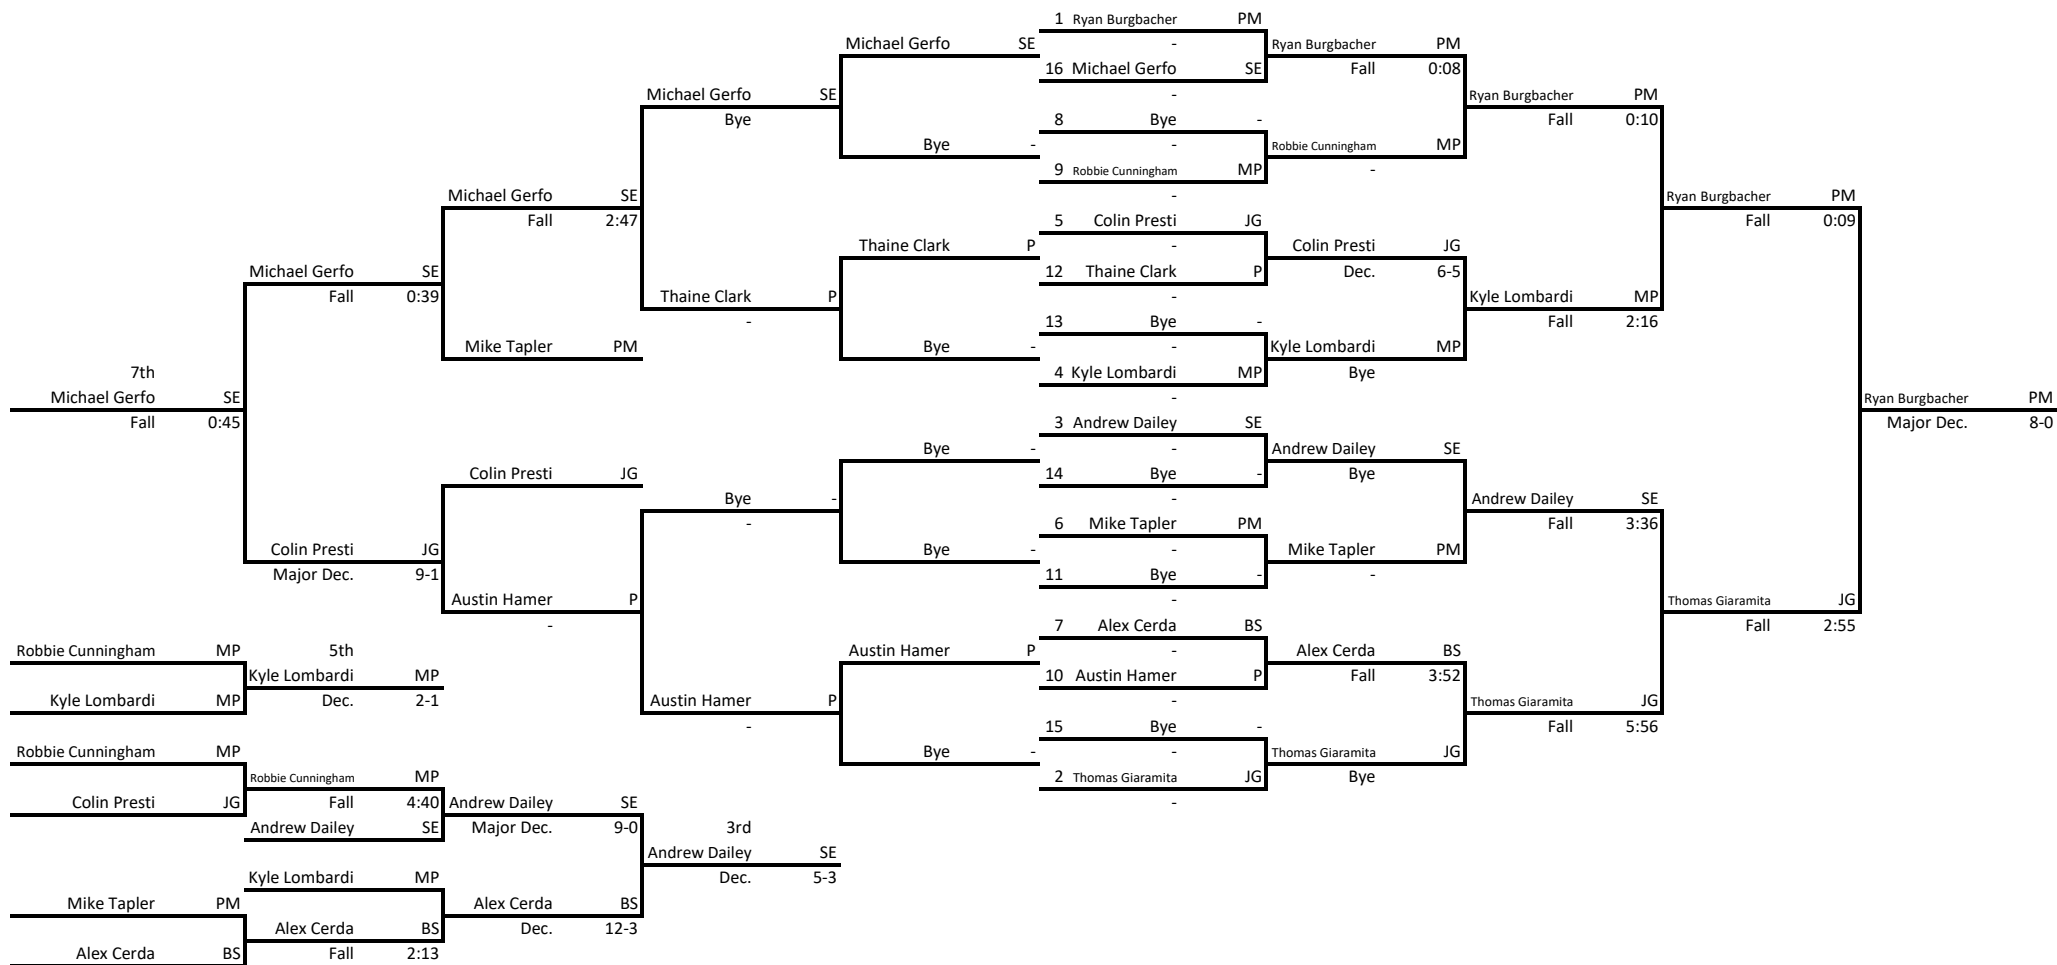 1 Ryan Burgbacher PM
Michael Gerfo SE - Ryan Burgbacher PM
16 Michael Gerfo SE Fall 0:08
Michael Gerfo SE - Ryan Burgbacher PM
Bye 8 Bye - Fall 0:10
Bye - - Robbie Cunningham MP
9 Robbie Cunningham MP -
Michael Gerfo SE - Ryan Burgbacher PM
Fall 2:47 5 Colin Presti JG Fall 0:09
Thaine Clark P - Colin Presti JG
Michael Gerfo SE 12 Thaine Clark P Dec. 6-5
Fall 0:39 Thaine Clark P - Kyle Lombardi MP
- 13 Bye - Fall 2:16
Mike Tapler PM Bye - - Kyle Lombardi MP
7th 4 Kyle Lombardi MP Bye
Michael Gerfo SE - Ryan Burgbacher PM
Fall 0:45 3 Andrew Dailey SE Major Dec. 8-0
Bye - - Andrew Dailey SE
Colin Presti JG 14 Bye - Bye
Bye - - Andrew Dailey SE
- 6 Mike Tapler PM Fall 3:36
Colin Presti JG Bye - - Mike Tapler PM
Major Dec. 9-1 11 Bye - -
Austin Hamer P - Thomas Giaramita JG
- 7 Alex Cerda BS Fall 2:55
Robbie Cunningham MP 5th Austin Hamer P - Alex Cerda BS
Kyle Lombardi MP 10 Austin Hamer P Fall 3:52
Kyle Lombardi MP Dec. 2-1 Austin Hamer P - Thomas Giaramita JG
- 15 Bye - Fall 5:56
Robbie Cunningham MP Bye - - Thomas Giaramita JG
Robbie Cunningham MP 2 Thomas Giaramita JG Bye
Colin Presti JG Fall 4:40 Andrew Dailey SE -
Andrew Dailey SE Major Dec. 9-0 3rd
Andrew Dailey SE
Kyle Lombardi MP Dec. 5-3
Mike Tapler PM Alex Cerda BS
Alex Cerda BS Dec. 12-3
Alex Cerda BS Fall 2:13